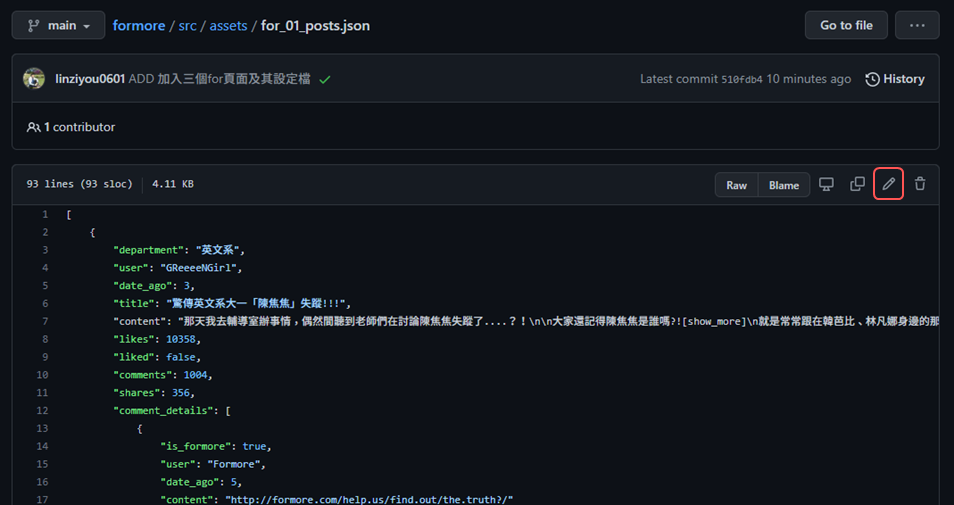 main formore / src / assets / for_01_posts.json Go to file ...
linziyou0601 ADD 加入三個for頁面及其設定檔 Latest commit 510fdb4 10 minutes ago History
1 contributor
93 lines (93 sloc) 4.11 KB Raw Blame
1 [
2 {
3 "department": "英文系",
4 "user": "GReeeeNGirl",
5 "date_ago": 3,
6 "title": "驚傳英文系大一「陳焦焦」失蹤!!!",
7 "content": "那天我去輔導室辦事情，偶然間聽到老師們在討論陳焦焦失蹤了....？！\n\n大家還記得陳焦焦是誰嗎?![show_more]\n就是常常跟在韓芭比、林凡娜身邊的那
8 "likes": 10358,
9 "liked": false,
10 "comments": 1004,
11 "shares": 356,
12 "comment_details": [
13 {
14 "is_formore": true,
15 "user": "Formore",
16 "date_ago": 5,
17 "content": "http://formore.com/help.us/find.out/the.truth?/"